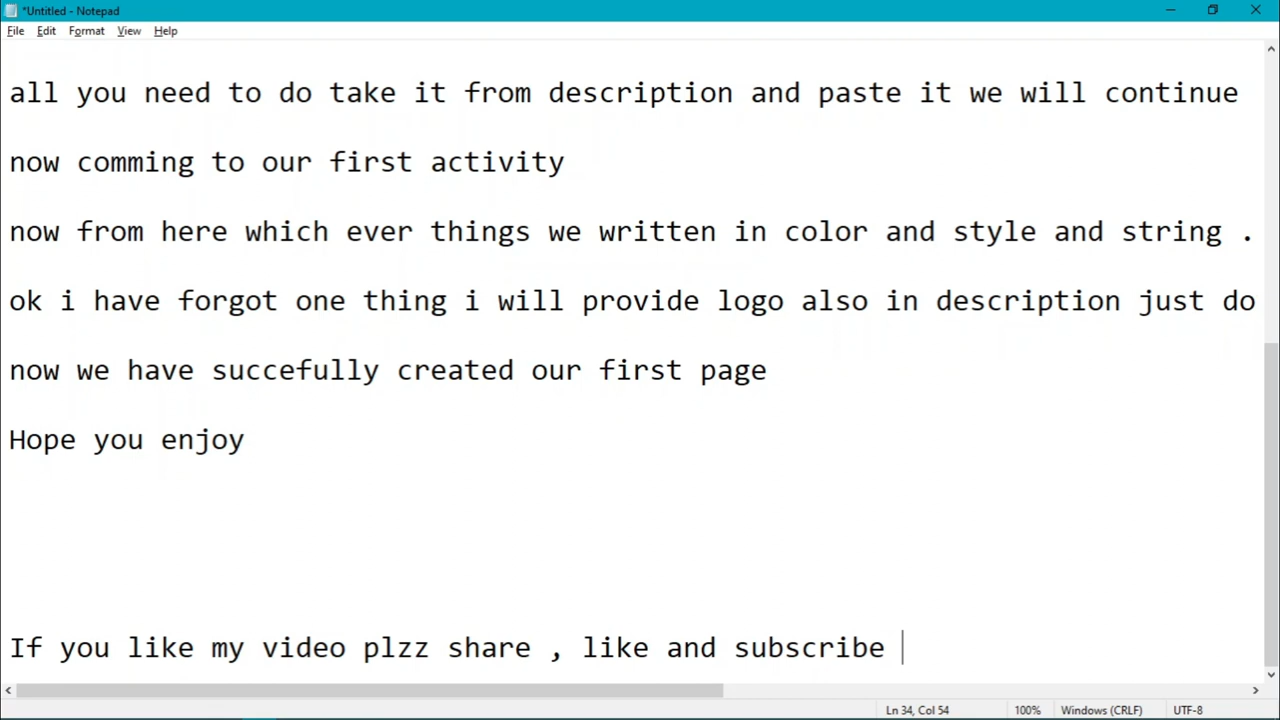 *Untitled - Notepad
File Edit Format View Help
all you need to do take it from description and paste it we will continue
now comming to our first activity
now from here which ever things we written in color and style and string .
ok i have forgot one thing i will provide logo also in description just do
now we have succefully created our first page
Hope you enjoy
If you like my video plzz share , like and subscribe
Ln 34, Col 54 100% Windows (CRLF) UTF-8